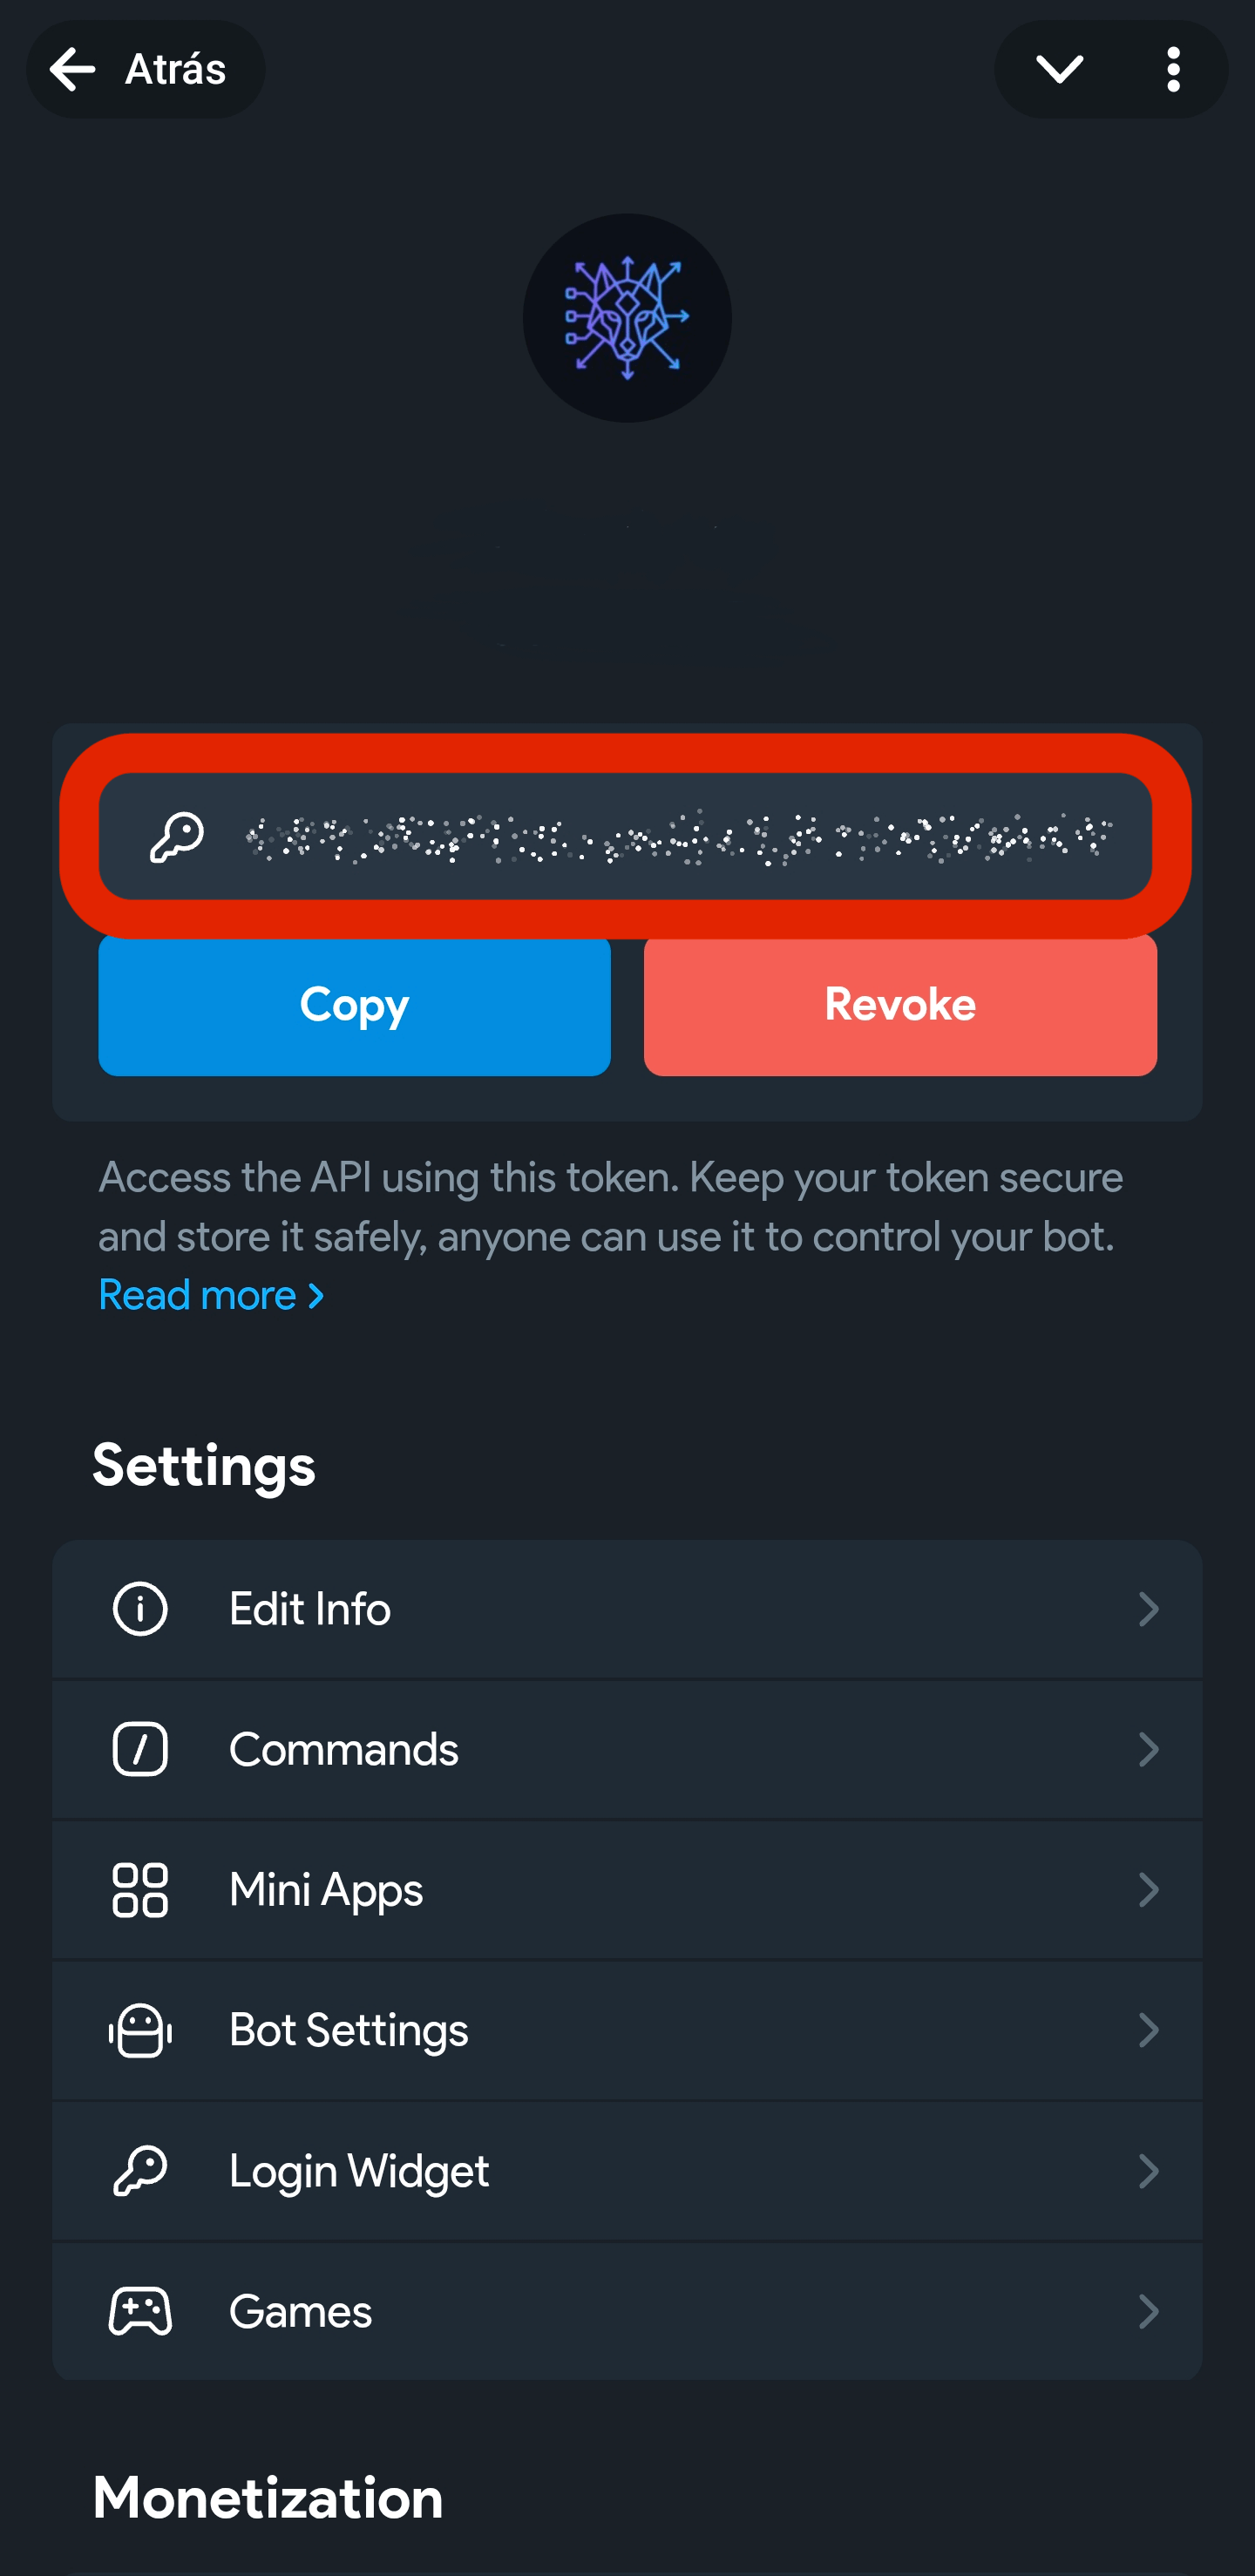 Atrás
Copy
Revoke
Access the API using this token. Keep your token secure
and store it safely, anyone can use it to control your bot.
Read more
Settings
Edit Info
Commands
Mini Apps
Bot Settings
Login Widget
Games
Monetization